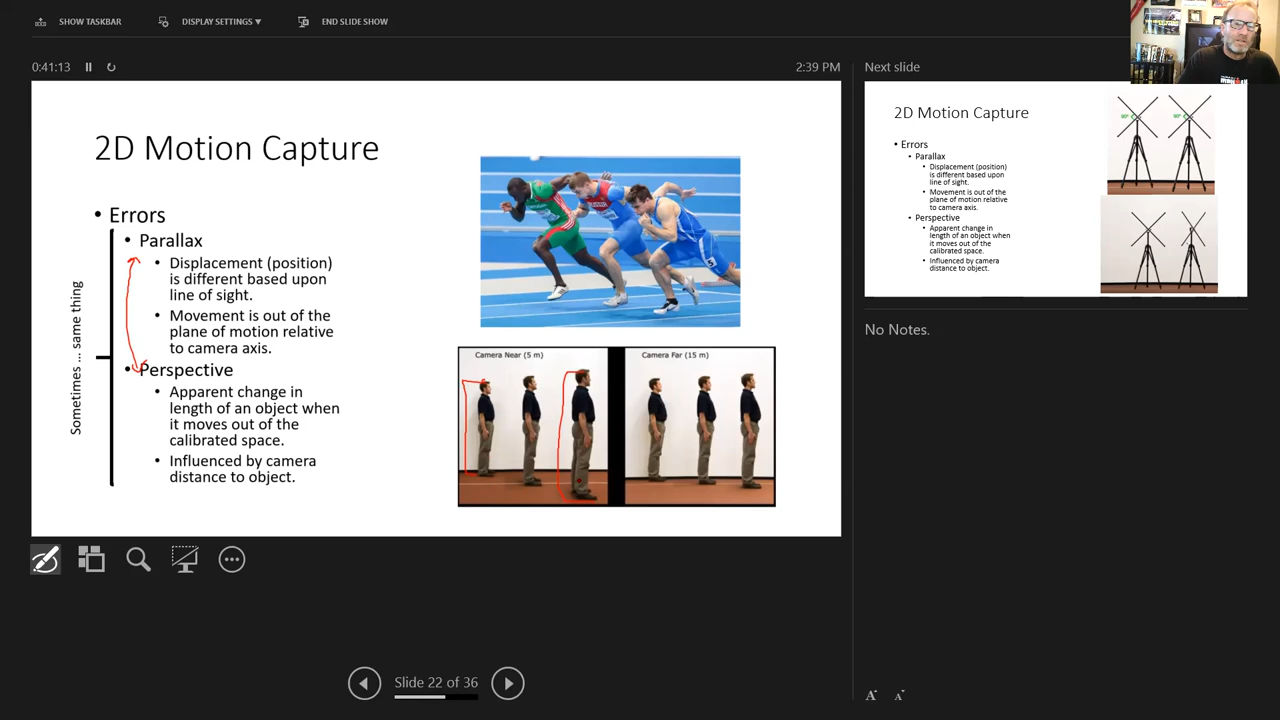 SHOW TASKBAR
DISPLAY SETTINGS ▼
END SLIDE SHOW
0:41:13
2:39 PM
2D Motion Capture
• Errors
• Parallax
• Displacement (position)
is different based upon
line of sight.
• Movement is out of the
plane of motion relative
to camera axis.
• Perspective
• Apparent change in
length of an object when
it moves out of the
calibrated space.
• Influenced by camera
distance to object.
Sometimes ... same thing
5
Camera Near (5 m)
Camera Far (15 m)
Next slide
2D Motion Capture
• Errors
• Parallax
• Displacement (position)
is different based upon
line of sight.
• Movement is out of the
plane of motion relative
to camera axis.
• Perspective
• Apparent change in
length of an object when
it moves out of the
calibrated space.
• Influenced by camera
distance to object.
90°
90°
No Notes.
Slide 22 of 36
A
A